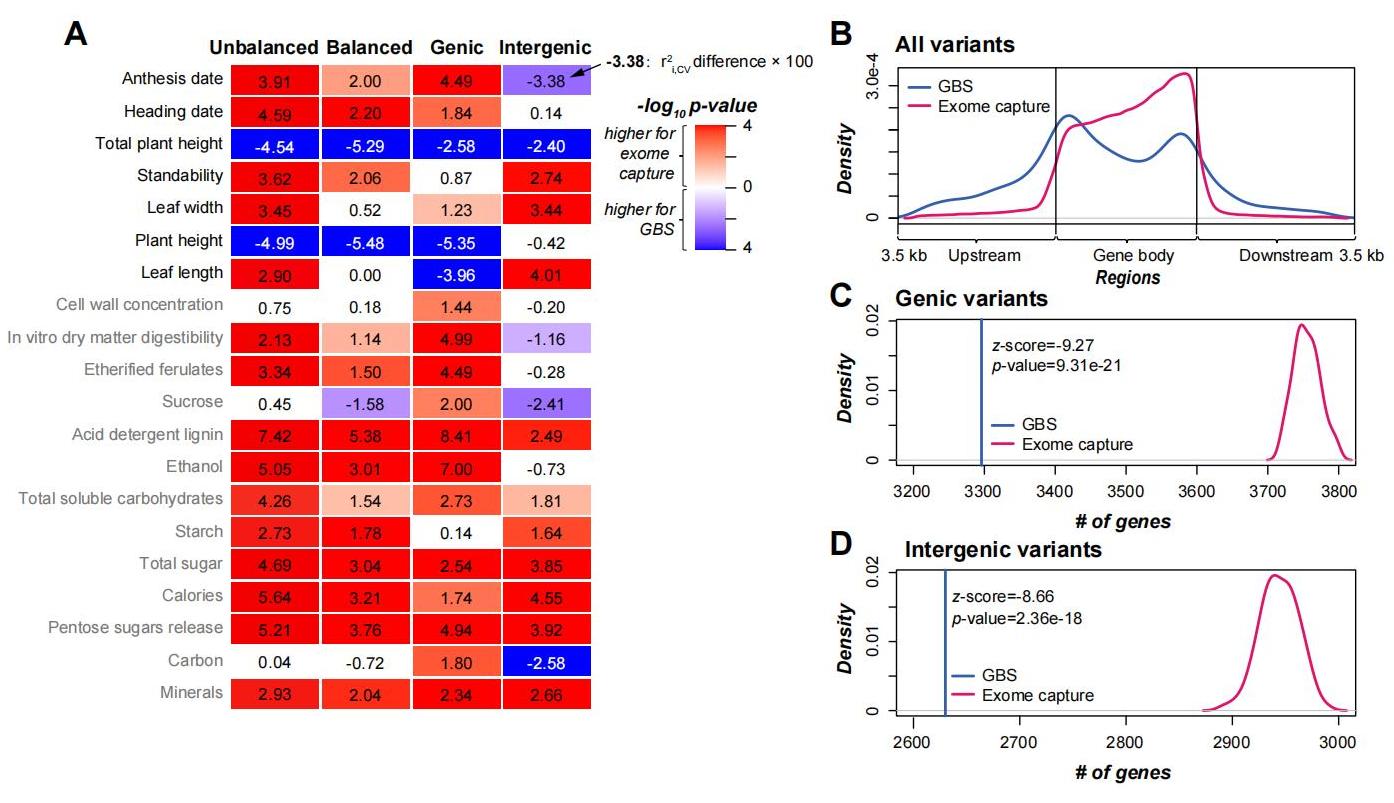 A
Unbalanced Balanced Genic Intergenic
Anthesis date 3.91 2.00 4.49 -3.38
Heading date 4.59 2.20 1.84 0.14
Total plant height -4.54 -5.29 -2.58 -2.40
Standability 3.62 2.06 0.87 2.74
Leaf width 3.45 0.52 1.23 3.44
Plant height -4.99 -5.48 -5.35 -0.42
Leaf length 2.90 0.00 -3.96 4.01
Cell wall concentration 0.75 0.18 1.44 -0.20
In vitro dry matter digestibility 2.13 1.14 4.99 -1.16
Etherified ferulates 3.34 1.50 4.49 -0.28
Sucrose 0.45 -1.58 2.00 -2.41
Acid detergent lignin 7.42 5.38 8.41 2.49
Ethanol 5.05 3.01 7.00 -0.73
Total soluble carbohydrates 4.26 1.54 2.73 1.81
Starch 2.73 1.78 0.14 1.64
Total sugar 4.69 3.04 2.54 3.85
Calories 5.64 3.21 1.74 4.55
Pentose sugars release 5.21 3.76 4.94 3.92
Carbon 0.04 -0.72 1.80 -2.58
Minerals 2.93 2.04 2.34 2.66
-3.38: r²i,CV difference × 100
-log10 p-value
higher for
exome
capture
higher for
GBS
4
0
4
B
All variants
GBS
Exome capture
Density
3.0e-4
0
3.5 kb Upstream Gene body Downstream 3.5 kb
Regions
C
Genic variants
z-score=-9.27
p-value=9.31e-21
GBS
Exome capture
Density
0.02
0.01
0
3200 3300 3400 3500 3600 3700 3800
# of genes
D
Intergenic variants
z-score=-8.66
p-value=2.36e-18
GBS
Exome capture
Density
0.02
0.01
0
2600 2700 2800 2900 3000
# of genes